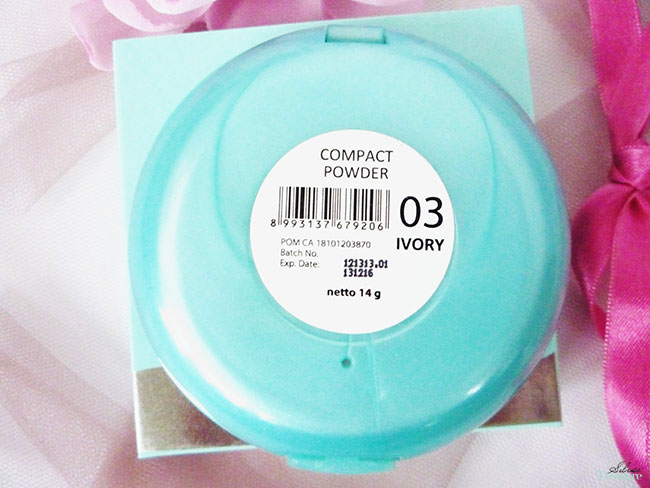 COMPACT
POWDER
8 993137 679206
03
IVORY
POM CA 18101203870
Batch No. 121313.01
Exp. Date: 131216
netto 14 g